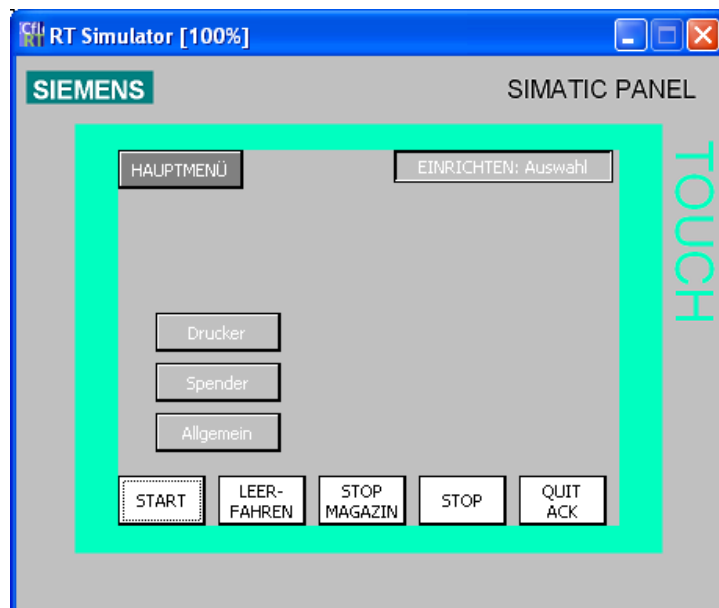 RT Simulator [100%]
SIEMENS
SIMATIC PANEL
TOUCH
HAUPTMENÜ
EINRICHTEN: Auswahl
Drucker
Spender
Allgemein
START
LEER-
FAHREN
STOP
MAGAZIN
STOP
QUIT
ACK